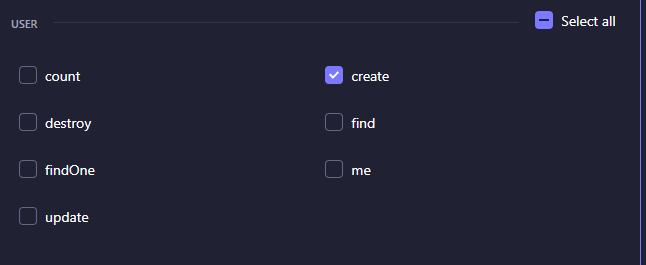 USER Select all
count create
destroy find
findOne me
update